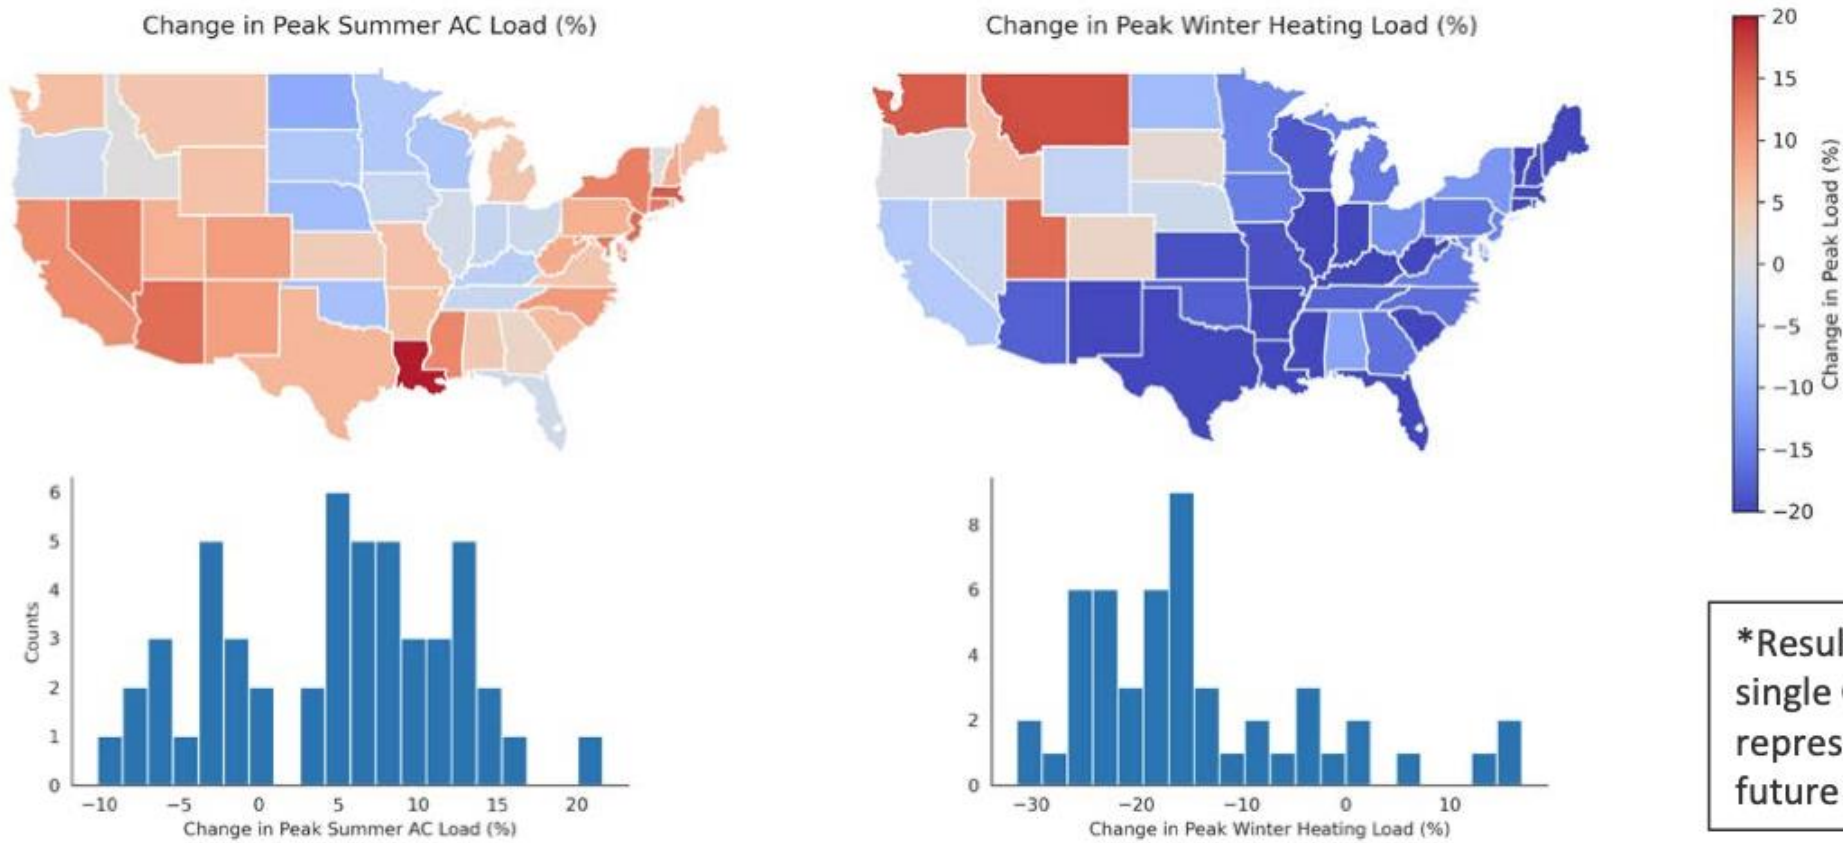 Change in Peak Summer AC Load (%)
Change in Peak Winter Heating Load (%)
20
15
10
5
0
−5
−10
−15
−20
Change in Peak Load (%)
6
5
4
3
2
1
0
Counts
−10 −5 0 5 10 15 20
Change in Peak Summer AC Load (%)
8
6
4
2
0
−30 −20 −10 0 10
Change in Peak Winter Heating Load (%)
*Resul
single
repres
future